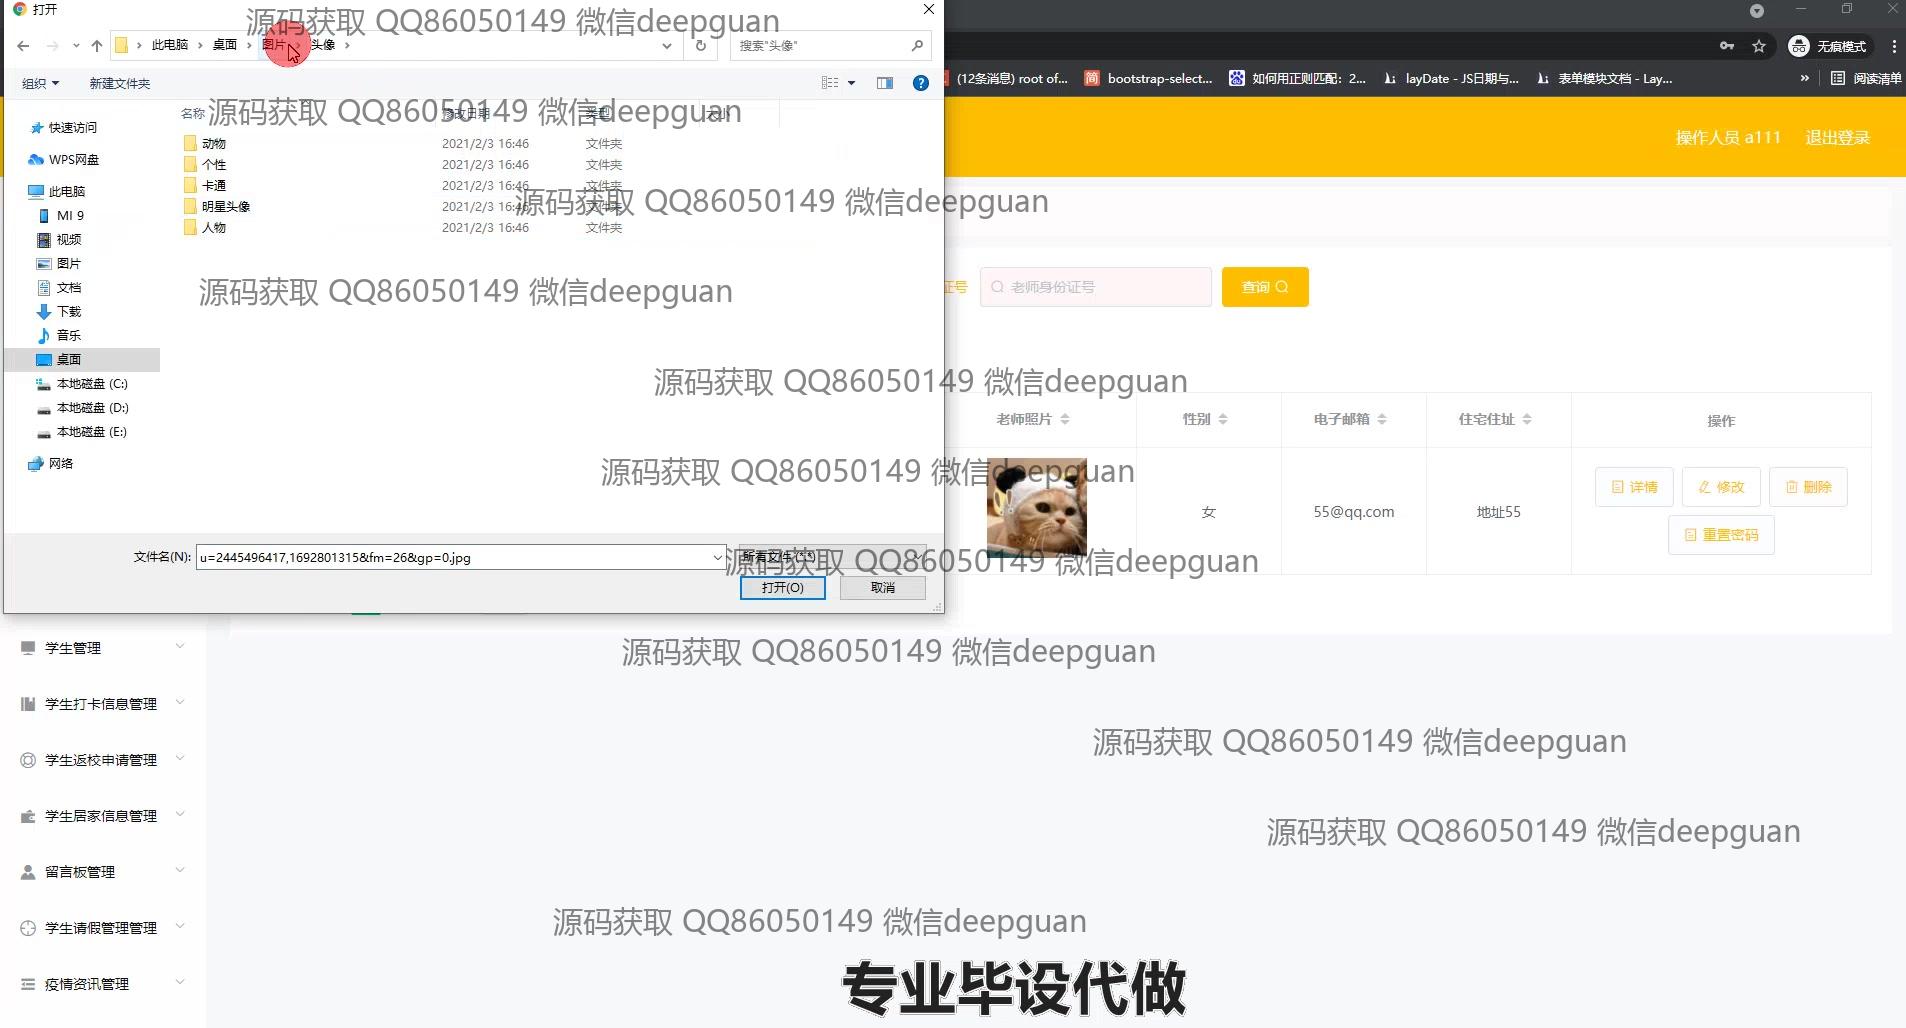 打开
源码获取 QQ86050149 微信deepguan
此电脑 桌面 图片 头像
搜索"头像"
无痕模式
组织 新建文件夹
(12条消息) root of... bootstrap-select... 如何用正则匹配：2... layDate - JS日期与... 表单模块文档 - Lay... 阅读清单
名称 修改日期 类型 大小
源码获取 QQ86050149 微信deepguan
操作人员 a111 退出登录
快速访问
WPS网盘
此电脑
MI 9
视频
图片
文档
下载
音乐
桌面
本地磁盘 (C:)
本地磁盘 (D:)
本地磁盘 (E:)
网络
动物 2021/2/3 16:46 文件夹
个性 2021/2/3 16:46 文件夹
卡通 2021/2/3 16:46 文件夹
明星头像 2021/2/3 16:46 文件夹
人物 2021/2/3 16:46 文件夹
源码获取 QQ86050149 微信deepguan
源码获取 QQ86050149 微信deepguan
证号 老师身份证号 查询
源码获取 QQ86050149 微信deepguan
老师照片 性别 电子邮箱 住宅住址 操作
源码获取 QQ86050149 微信deepguan
女 55@qq.com 地址55
详情 修改 删除
重置密码
文件名(N): u=2445496417,1692801315&fm=26&gp=0.jpg 所有文件 (*.*)
源码获取 QQ86050149 微信deepguan
打开(O) 取消
学生管理
源码获取 QQ86050149 微信deepguan
学生打卡信息管理
源码获取 QQ86050149 微信deepguan
学生返校申请管理
学生居家信息管理
源码获取 QQ86050149 微信deepguan
留言板管理
学生请假管理管理
源码获取 QQ86050149 微信deepguan
疫情资讯管理
专业毕设代做